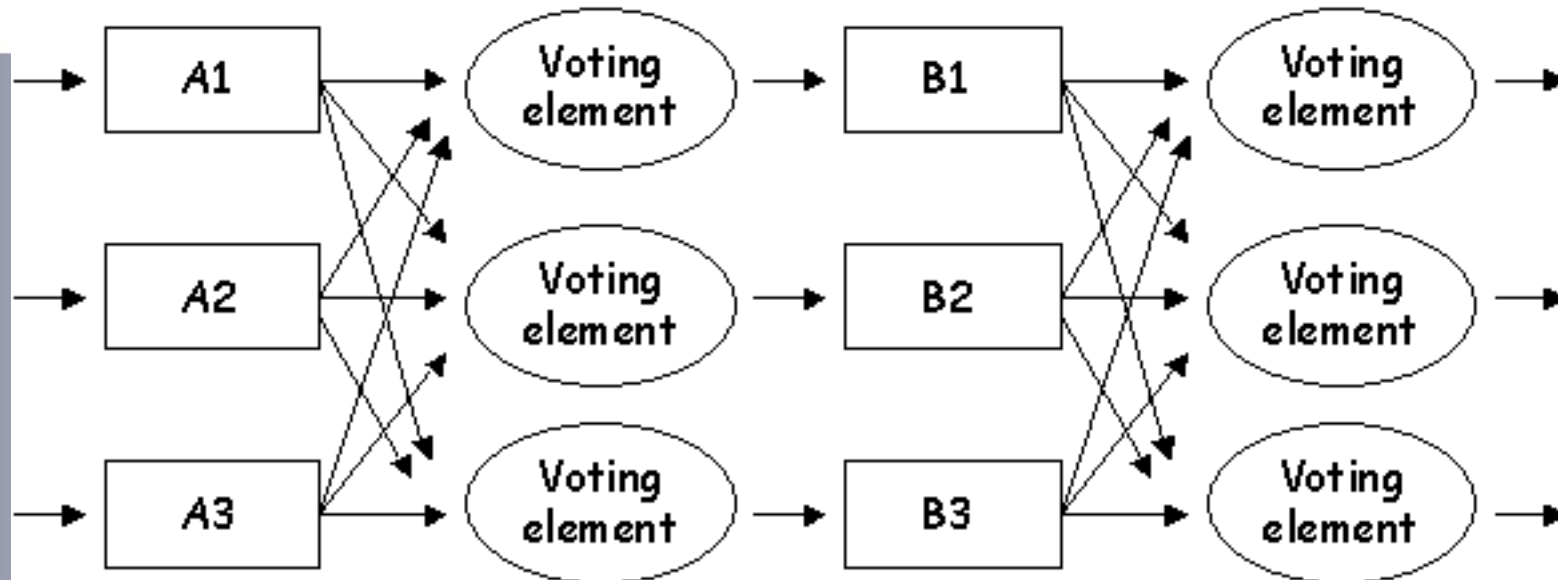 A1
Voting
element
B1
Voting
element
A2
Voting
element
B2
Voting
element
A3
Voting
element
B3
Voting
element